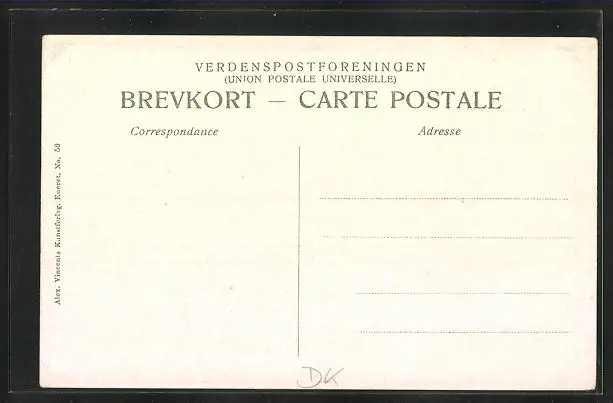 VERDENSPOSTFORENINGEN
(UNION POSTALE UNIVERSELLE)
BREVKORT — CARTE POSTALE
Correspondance
Adresse
Alex. Vincents Kunstforlag. Eneret. No. 50
DK